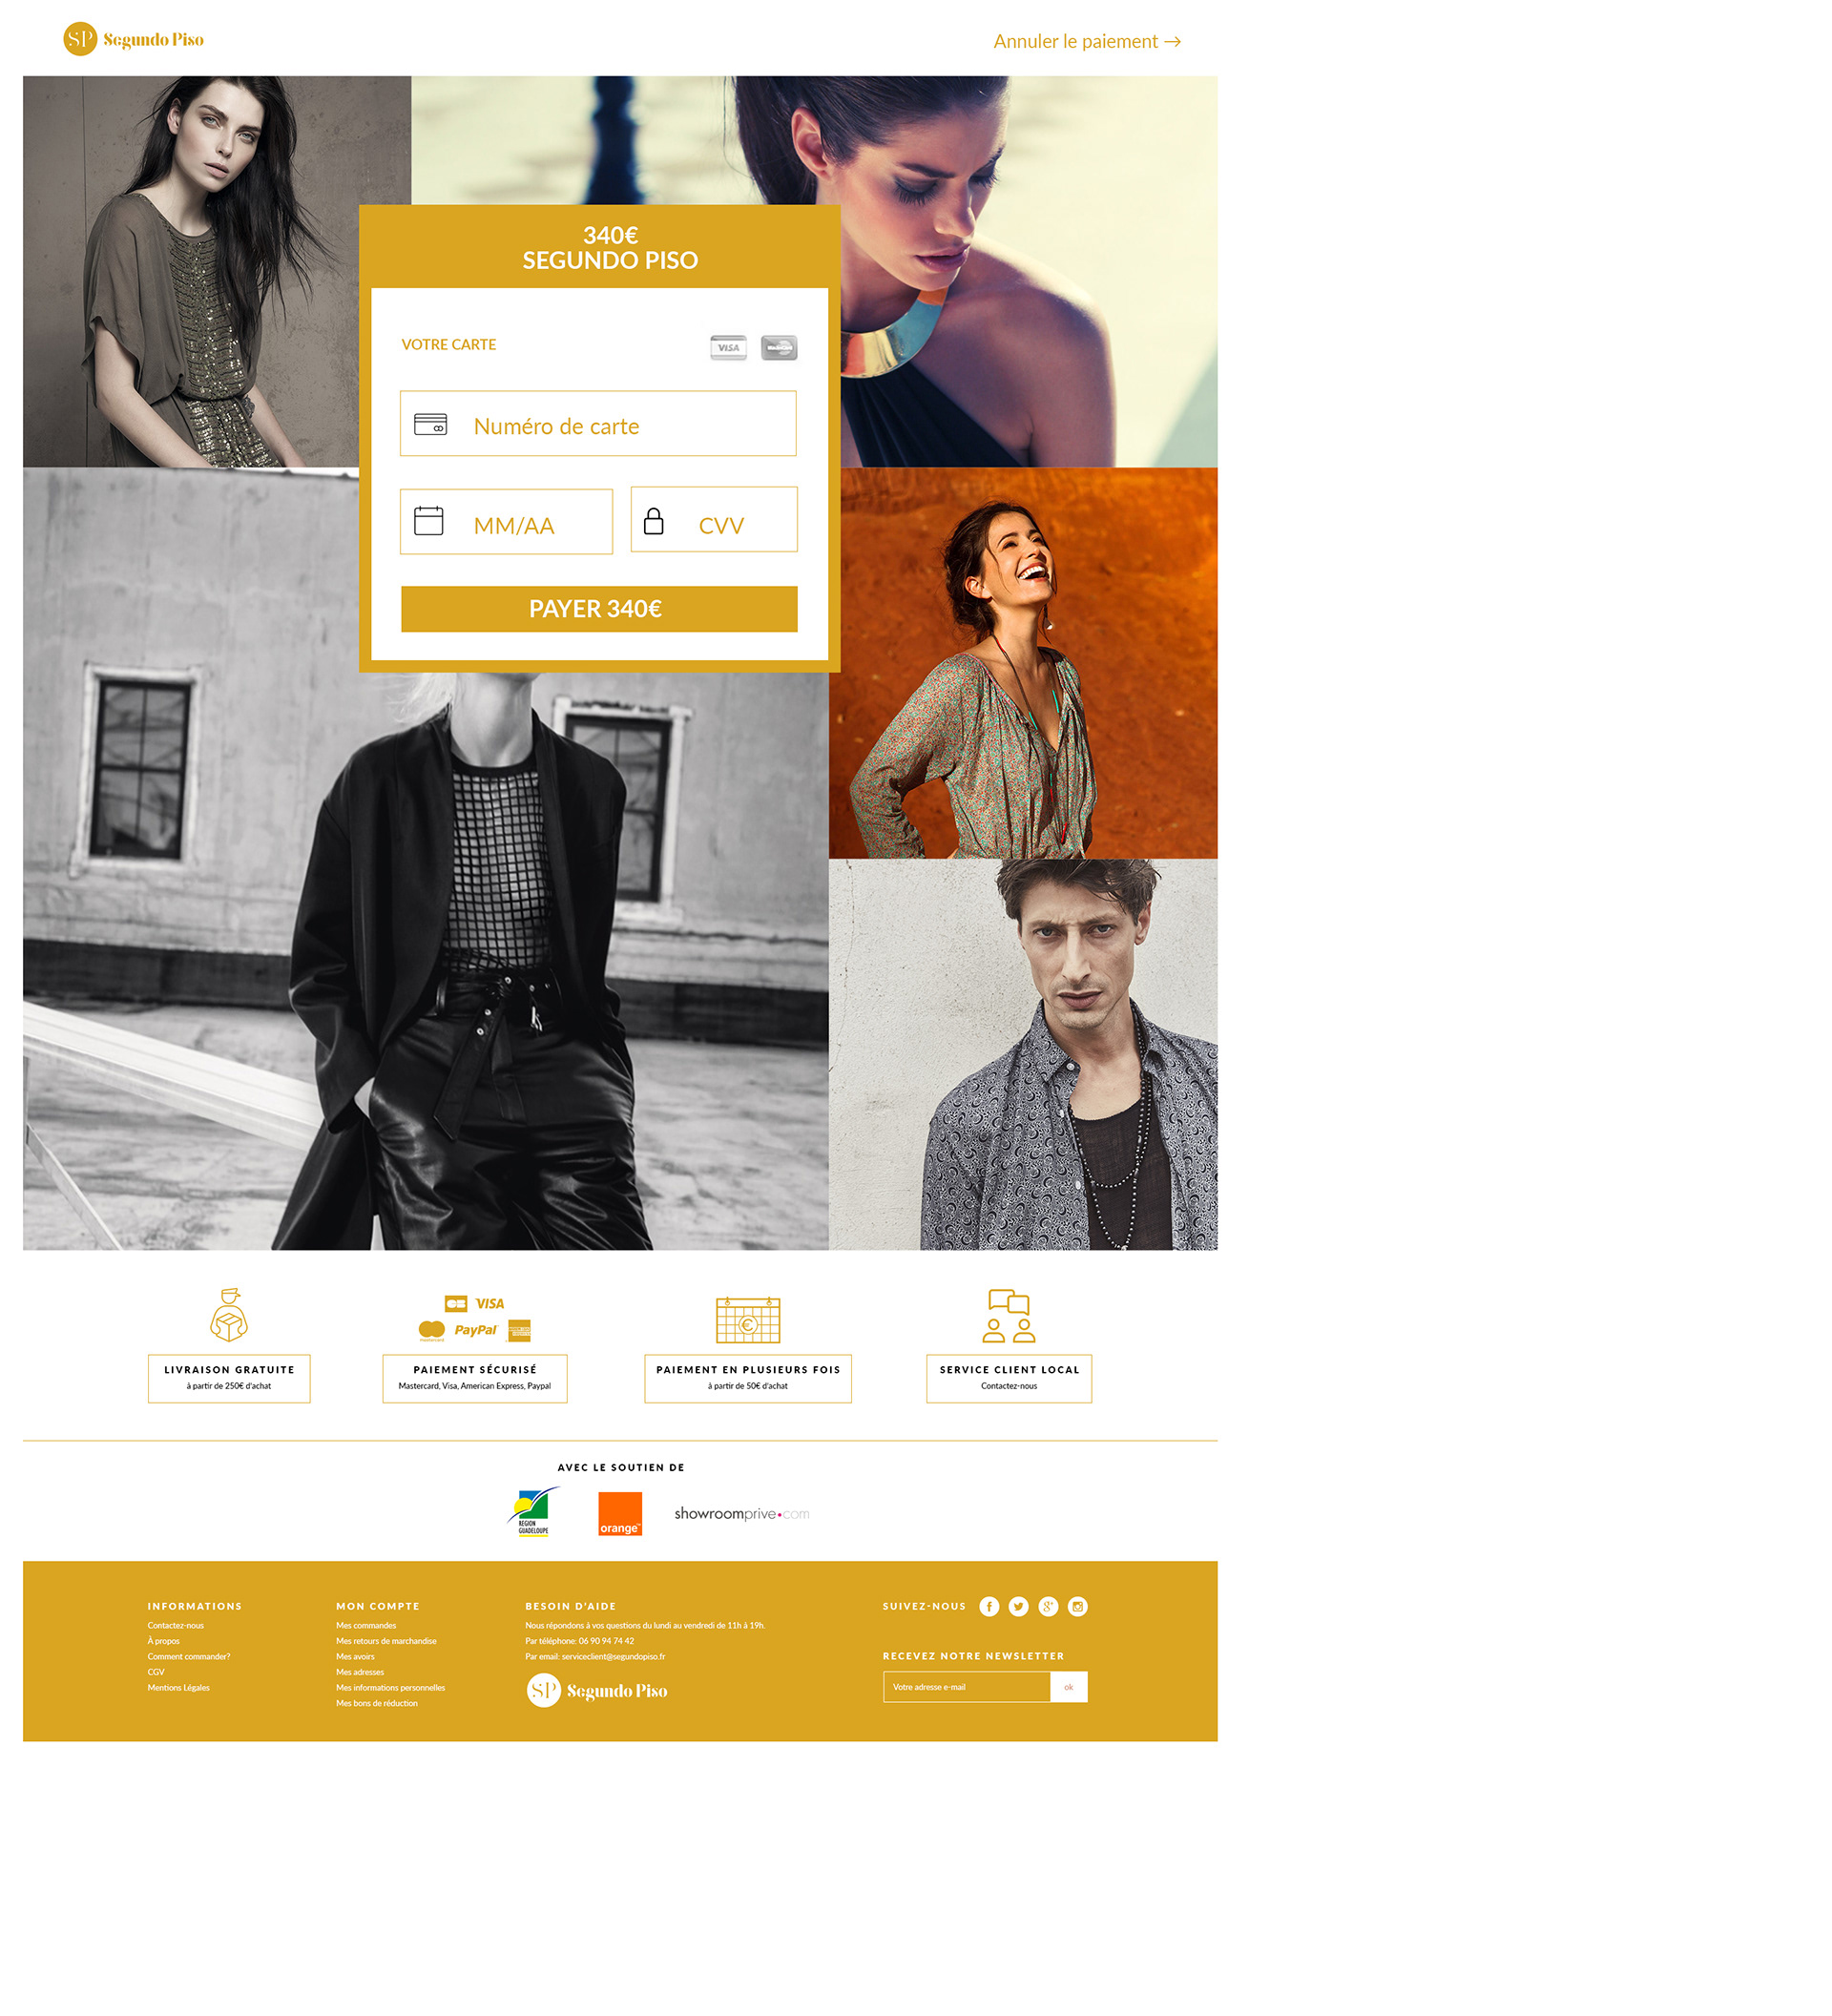 SP Segundo Piso
Annuler le paiement →
340€
SEGUNDO PISO
VOTRE CARTE
VISA
MasterCard
Numéro de carte
MM/AA
CVV
PAYER 340€
CB VISA
mastercard PayPal
LIVRAISON GRATUITE
à partir de 250€ d'achat
PAIEMENT SÉCURISÉ
Mastercard, Visa, American Express, Paypal
€
PAIEMENT EN PLUSIEURS FOIS
à partir de 50€ d'achat
SERVICE CLIENT LOCAL
Contactez-nous
AVEC LE SOUTIEN DE
REGION
GUADELOUPE
orange™
showroomprive•com
INFORMATIONS
Contactez-nous
À propos
Comment commander?
CGV
Mentions Légales
MON COMPTE
Mes commandes
Mes retours de marchandise
Mes avoirs
Mes adresses
Mes informations personnelles
Mes bons de réduction
BESOIN D'AIDE
Nous répondons à vos questions du lundi au vendredi de 11h à 19h.
Par téléphone: 06 90 94 74 42
Par email: serviceclient@segundopiso.fr
SP Segundo Piso
SUIVEZ-NOUS
RECEVEZ NOTRE NEWSLETTER
Votre adresse e-mail
ok